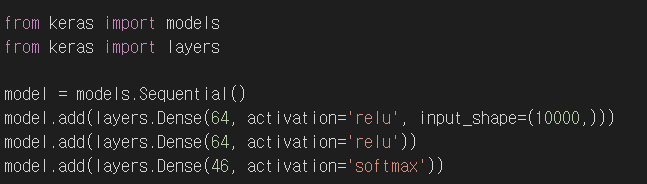 from keras import models
from keras import layers
model = models.Sequential()
model.add(layers.Dense(64, activation='relu', input_shape=(10000,)))
model.add(layers.Dense(64, activation='relu'))
model.add(layers.Dense(46, activation='softmax'))